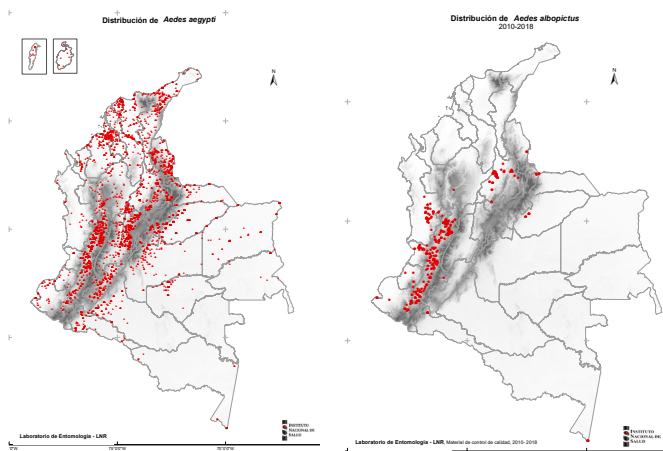 Distribución de Aedes aegypti
N
Laboratorio de Entomología - LNR
INSTITUTO
NACIONAL DE
SALUD
Distribución de Aedes albopictus
2010-2018
N
Laboratorio de Entomología - LNR, Material de control de calidad, 2010- 2018
INSTITUTO
NACIONAL DE
SALUD